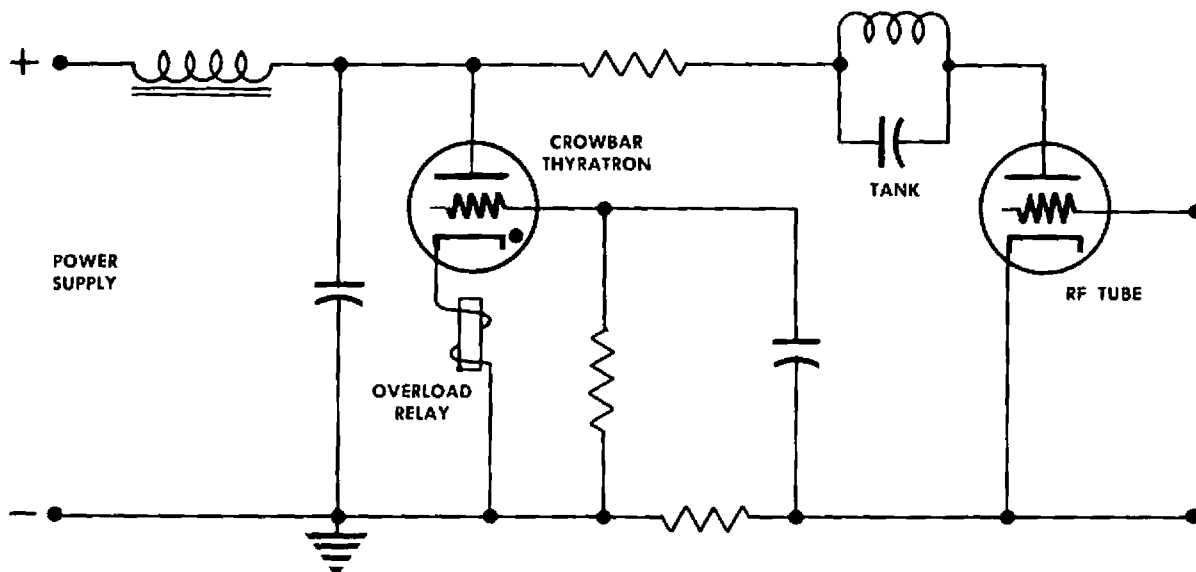 +
CROWBAR
THYRATRON
TANK
POWER
SUPPLY
RF TUBE
OVERLOAD
RELAY
−